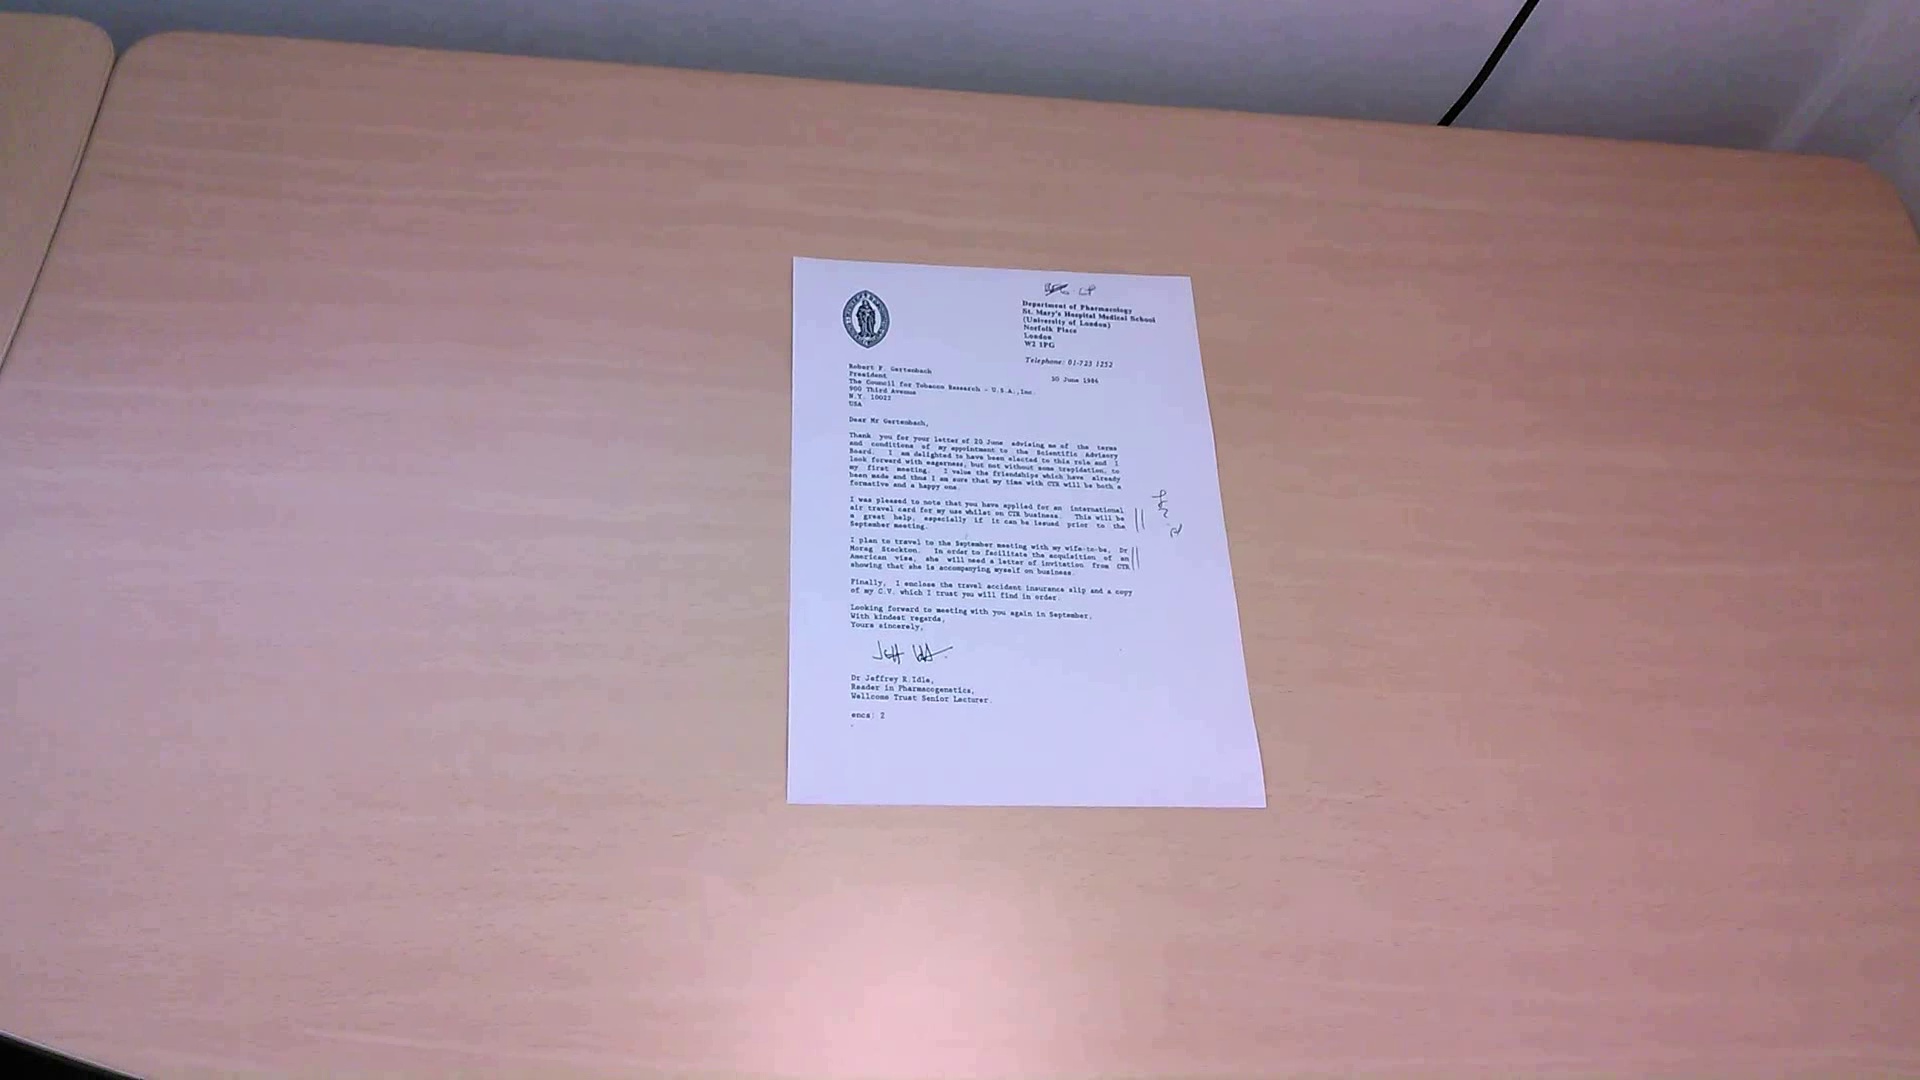 Department of Pharmacology
St. Mary's Hospital Medical School
(University of London)
Norfolk Place
London
W2 1PG
Telephone: 01-723 1252
30 June 1986
Robert F. Gertenbach
President
The Council for Tobacco Research - U.S.A.,Inc.
900 Third Avenue
N.Y. 10022
USA
Dear Mr Gertenbach,
Thank you for your letter of 20 June advising me of the terms
and conditions of my appointment to the Scientific Advisory
Board. I am delighted to have been elected to this role and I
look forward with eagerness, but not without some trepidation, to
my first meeting. I value the friendships which have already
been made and thus I am sure that my time with CTR will be both a
formative and a happy one.
I was pleased to note that you have applied for an international
air travel card for my use whilst on CTR business. This will be
a great help, especially if it can be issued prior to the
September meeting.
I plan to travel to the September meeting with my wife-to-be, Dr
Morag Stockton. In order to facilitate the acquisition of an
American visa, she will need a letter of invitation from CTR
showing that she is accompanying myself on business.
Finally, I enclose the travel accident insurance slip and a copy
of my C.V. which I trust you will find in order.
Looking forward to meeting with you again in September.
With kindest regards,
Yours sincerely,
Dr Jeffrey R.Idle,
Reader in Pharmacogenetics,
Wellcome Trust Senior Lecturer.
encs: 2